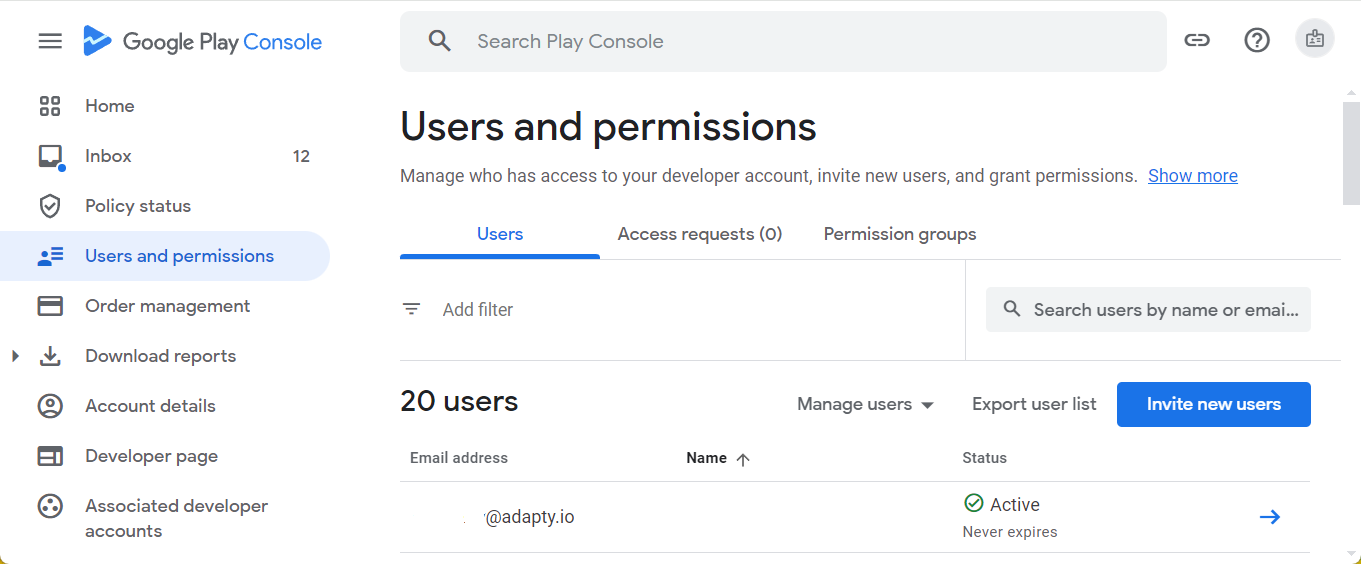 Google Play Console
Search Play Console
Home
Inbox 12
Policy status
Users and permissions
Order management
Download reports
Account details
Developer page
Associated developer
accounts
Users and permissions
Manage who has access to your developer account, invite new users, and grant permissions. Show more
Users Access requests (0) Permission groups
Add filter
Search users by name or emai...
20 users
Manage users Export user list Invite new users
Email address Name Status
@adapty.io
Active
Never expires